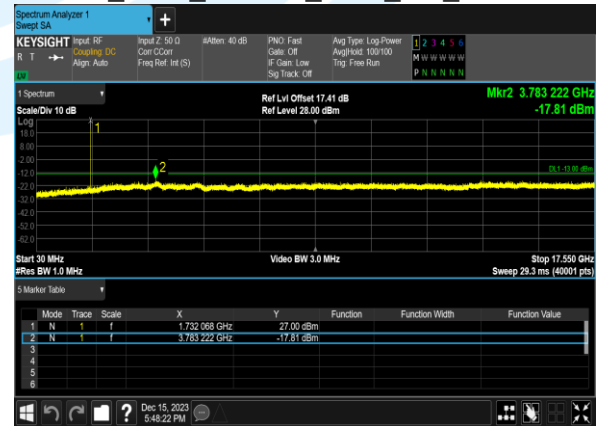 Spectrum Analyzer 1
Swept SA
+
KEYSIGHT Input: RF Input Z: 50 Ω #Atten: 40 dB PNO: Fast Avg Type: Log-Power 1 2 3 4 5 6
R T Coupling: DC Corr CCorr Gate: Off Avg|Hold: 100/100 M W W W W W
Align: Auto Freq Ref: Int (S) IF Gain: Low Trig: Free Run P N N N N N
LV Sig Track: Off
1 Spectrum Ref Lvl Offset 17.41 dB Mkr2 3.783 222 GHz
Scale/Div 10 dB Ref Level 28.00 dBm -17.81 dBm
Log 1
18.0
8.00
-2.00
-12.0 2 DL1 -13.00 dBm
-22.0
-32.0
-42.0
-52.0
-62.0
Start 30 MHz Video BW 3.0 MHz Stop 17.550 GHz
#Res BW 1.0 MHz Sweep 29.3 ms (40001 pts)
5 Marker Table
Mode Trace Scale X Y Function Function Width Function Value
1 N 1 f 1.732 068 GHz 27.00 dBm
2 N 1 f 3.783 222 GHz -17.81 dBm
3
4
5
6
? Dec 15, 2023
5:48:22 PM